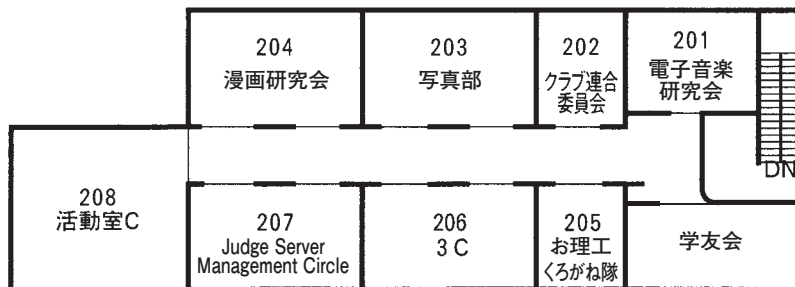 204
漫画研究会
203
写真部
202
クラブ連合
委員会
201
電子音楽
研究会
DN
208
活動室C
207
Judge Server
Management Circle
206
3C
205
お理工
くろがね隊
学友会